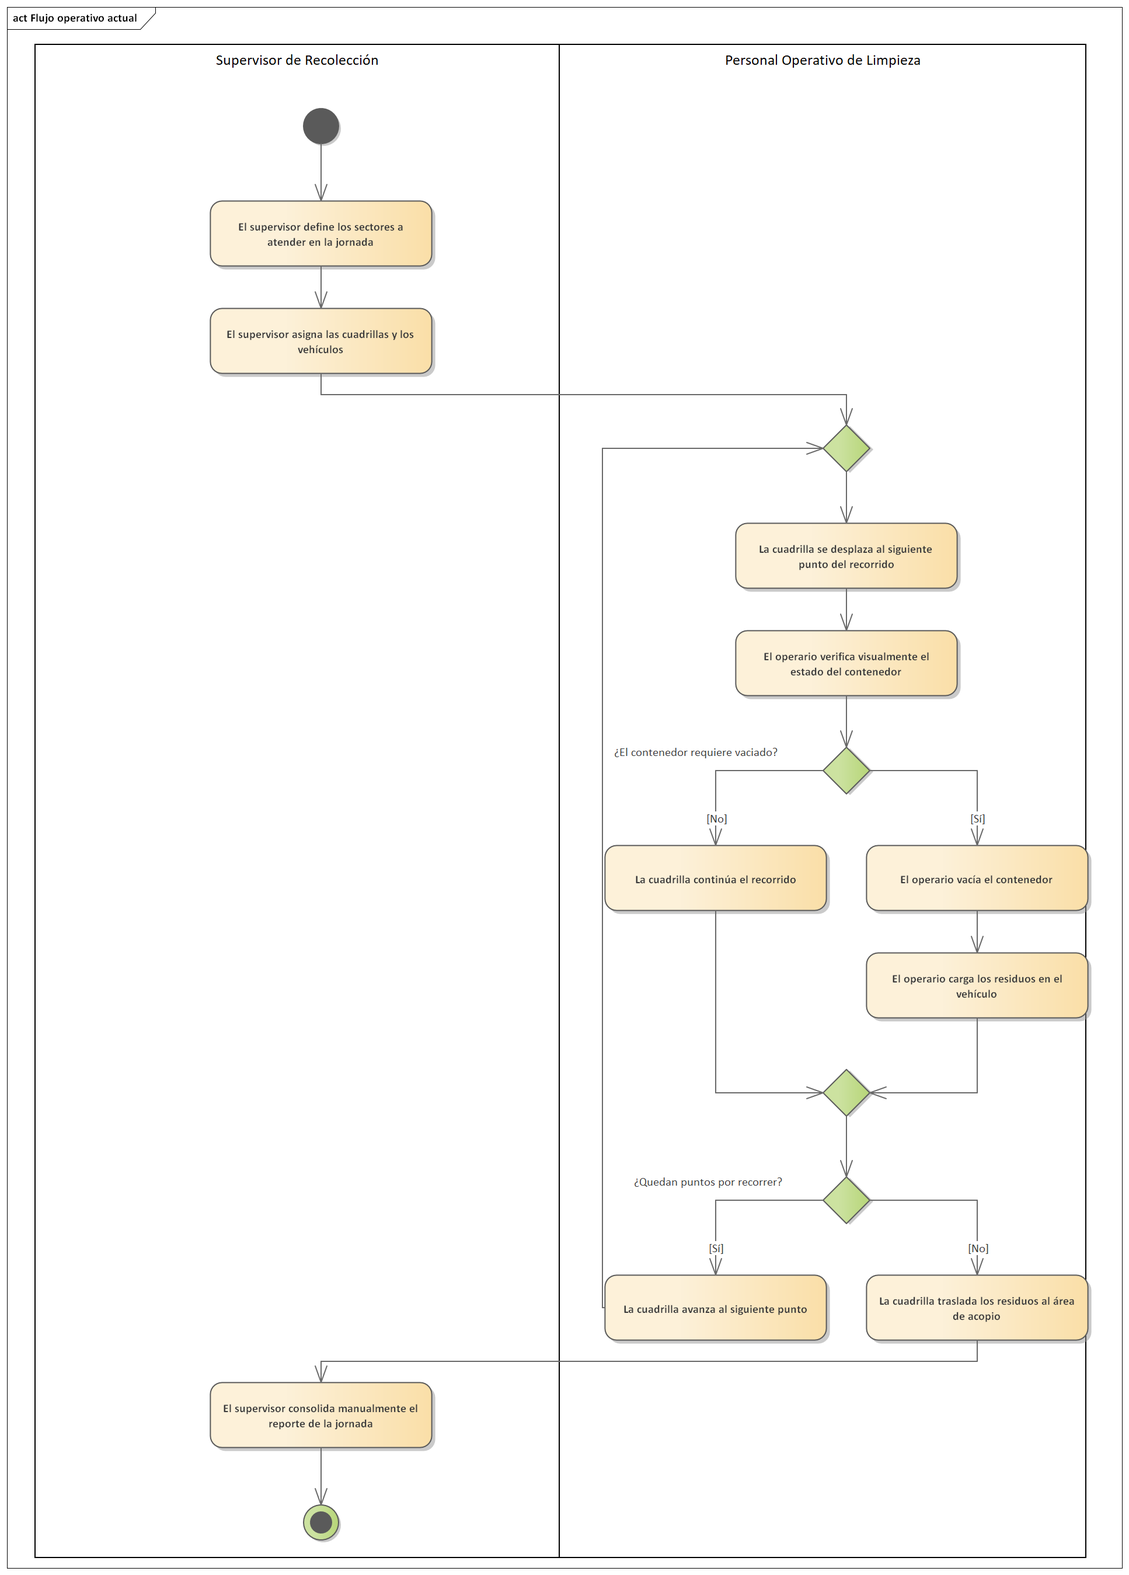 act Flujo operativo actual
Supervisor de Recolección
Personal Operativo de Limpieza
El supervisor define los sectores a
atender en la jornada
El supervisor asigna las cuadrillas y los
vehículos
La cuadrilla se desplaza al siguiente
punto del recorrido
El operario verifica visualmente el
estado del contenedor
¿El contenedor requiere vaciado?
[No]
[Sí]
La cuadrilla continúa el recorrido
El operario vacía el contenedor
El operario carga los residuos en el
vehículo
¿Quedan puntos por recorrer?
[Sí]
[No]
La cuadrilla avanza al siguiente punto
La cuadrilla traslada los residuos al área
de acopio
El supervisor consolida manualmente el
reporte de la jornada